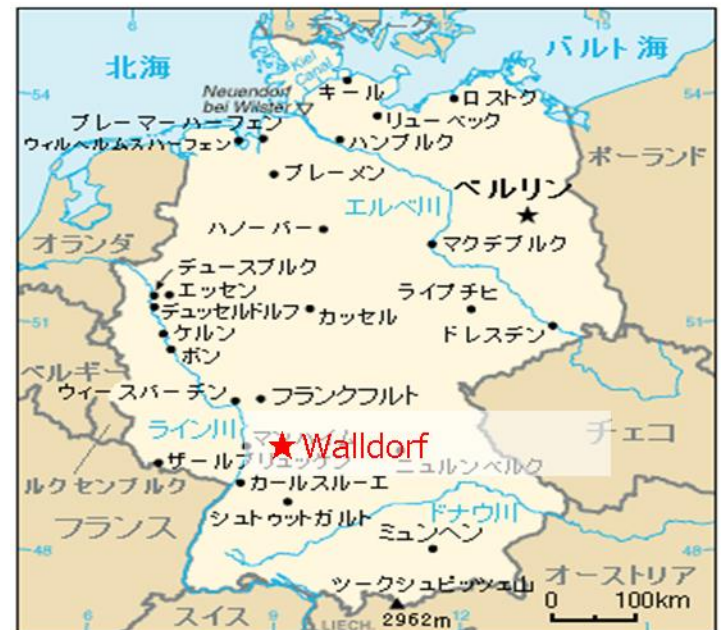 6
15
デンマーク
バルト海
北海
Kiel
Canal
54
Neuendorf
bei Wilster
キール
ロストク
54
ブレーマーハーフェン
リューベック
ウィルヘルムスハーフェン
ハンブルク
ポーランド
ブレーメン
ベルリン
エルベ川
ハノーバー
オランダ
マクデブルク
デュースブルク
エッセン
ライプチヒ
デュッセルドルフ
カッセル
51
51
ケルン
ドレスデン
ボン
ベルギー
ウィースバーデン
フランクフルト
ライン川
マンハイム
Walldorf
チェコ
ザールブリュッケン
ニュルンベルク
ルクセンブルク
カールスルーエ
フランス
シュトゥットガルト
ドナウ川
ミュンヘン
48
48
ツークシュピッツェ山
オーストリア
6
スイス
9
LIECH.
2962m
12
0 100km